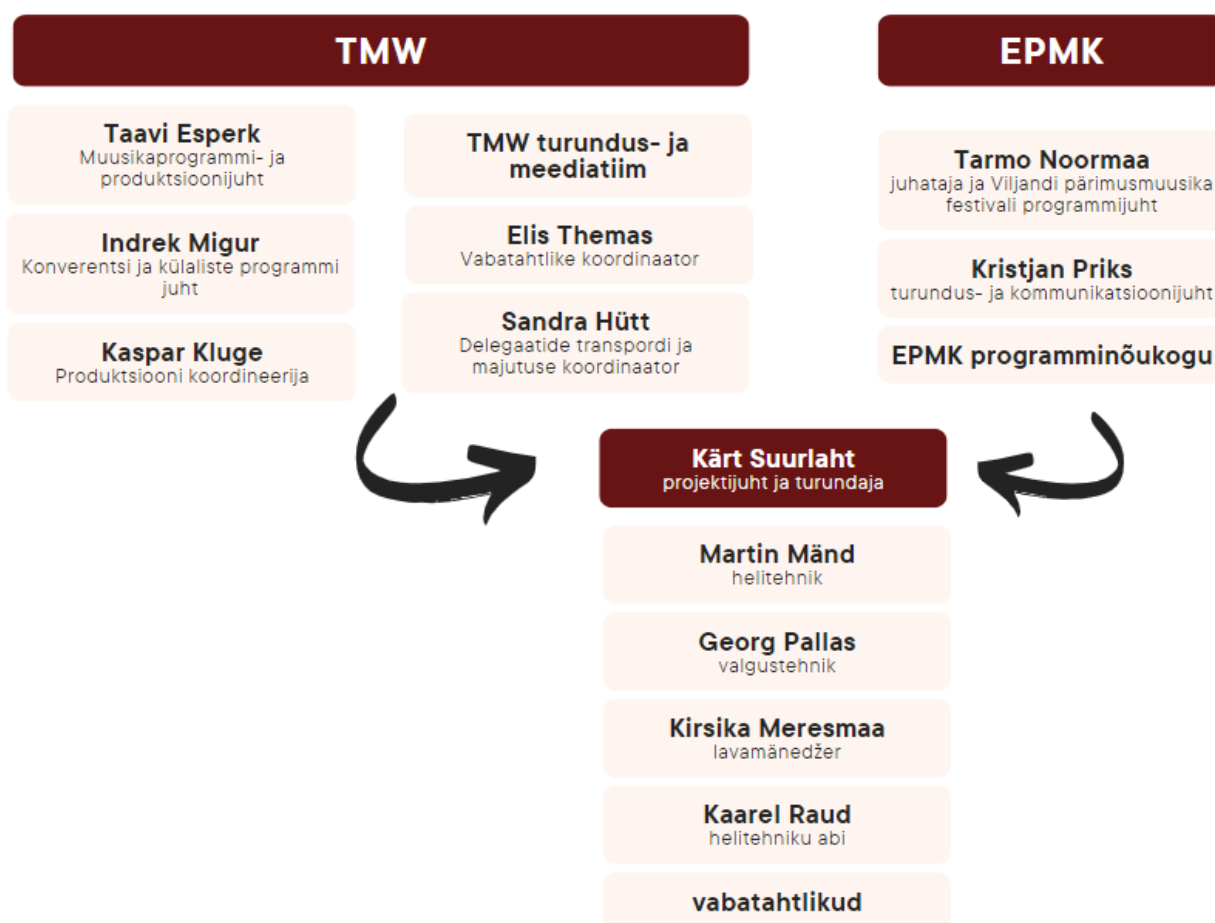 TMW
Taavi Esperk
Muusikaprogrammi- ja
produktsioonijuht
Indrek Migur
Konverentsi ja külaliste programmi
juht
Kaspar Kluge
Produktsiooni koordineerija
TMW turundus- ja
meediatiim
Elis Themas
Vabatahtlike koordinaator
Sandra Hütt
Delegaatide transpordi ja
majutuse koordinaator
EPMK
Tarmo Noormaa
juhataja ja Viljandi pärimusmuusika
festivali programmijuht
Kristjan Priks
turundus- ja kommunikatsioonijuht
EPMK programminõukogu
Kärt Suurlaht
projektijuht ja turundaja
Martin Mänd
helitehnik
Georg Pallas
valgustehnik
Kirsika Meresmaa
lavamänedžer
Kaarel Raud
helitehniku abi
vabatahtlikud